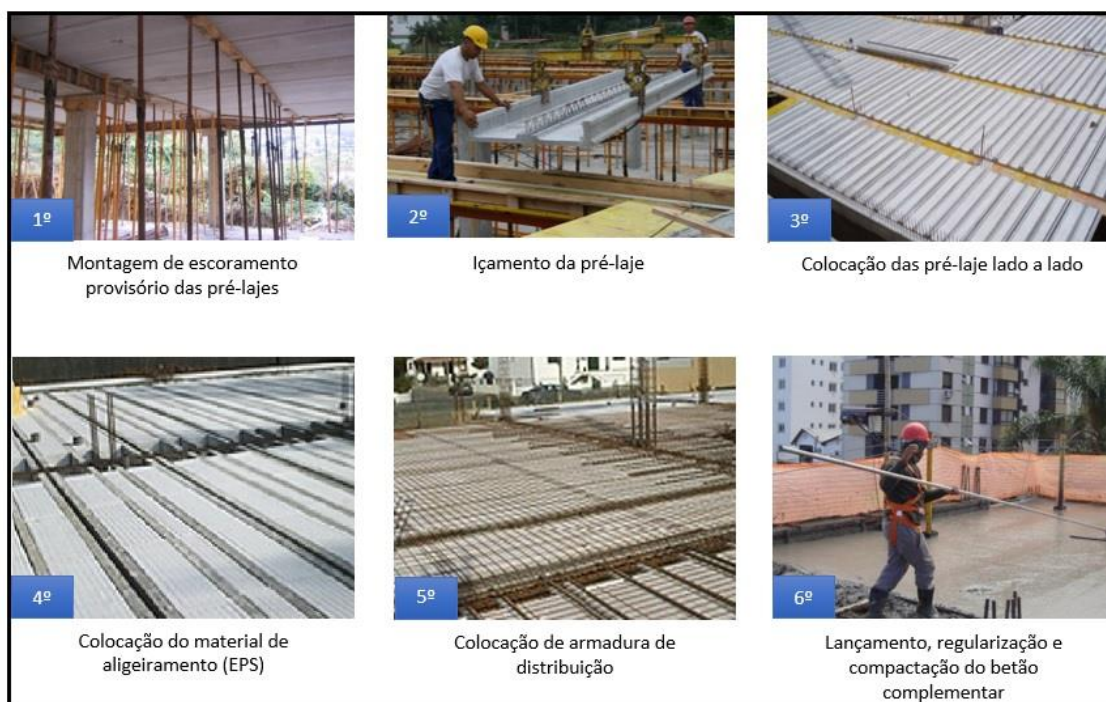 1º
2º
3º
Montagem de escoramento
provisório das pré-lajes
Içamento da pré-laje
Colocação das pré-laje lado a lado
4º
5º
6º
Colocação do material de
aligeiramento (EPS)
Colocação de armadura de
distribuição
Lançamento, regularização e
compactação do betão
complementar